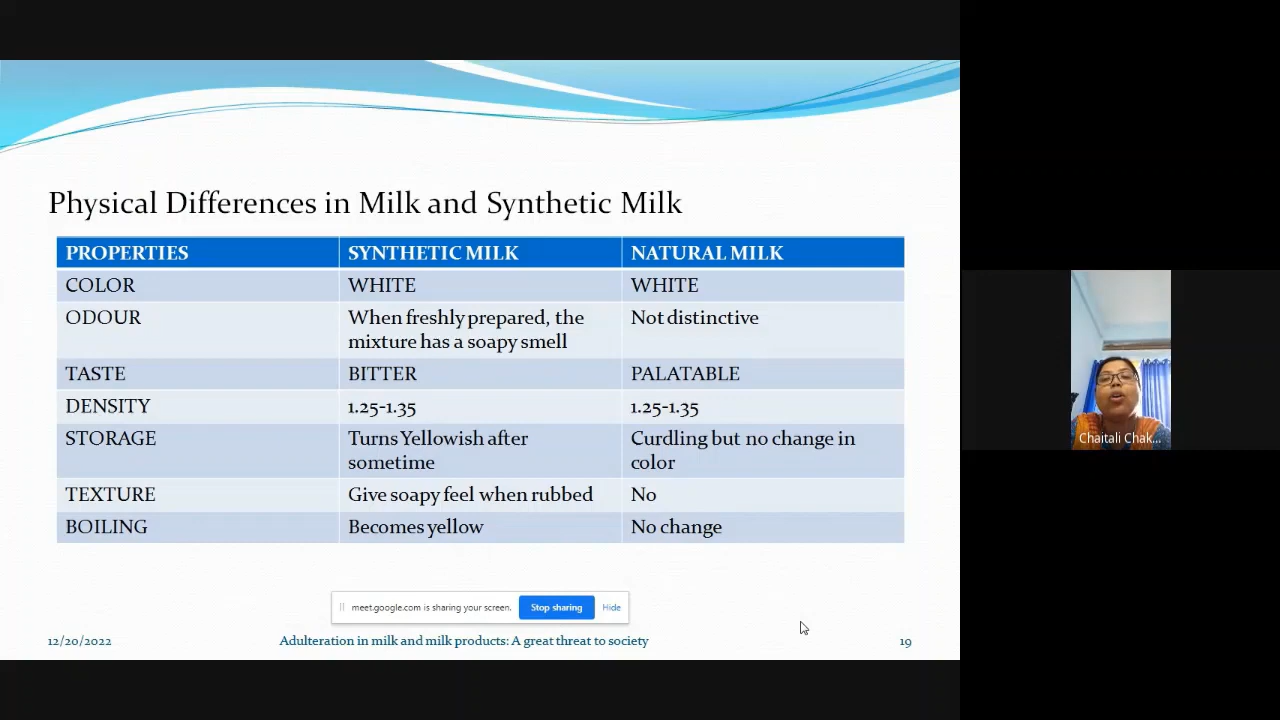 Physical Differences in Milk and Synthetic Milk
PROPERTIES SYNTHETIC MILK NATURAL MILK
COLOR WHITE WHITE
ODOUR When freshly prepared, the Not distinctive
mixture has a soapy smell
TASTE BITTER PALATABLE
DENSITY 1.25-1.35 1.25-1.35
STORAGE Turns Yellowish after Curdling but no change in
sometime color
TEXTURE Give soapy feel when rubbed No
BOILING Becomes yellow No change
meet.google.com is sharing your screen. Stop sharing Hide
12/20/2022 Adulteration in milk and milk products: A great threat to society 19
Chaitali Chak...